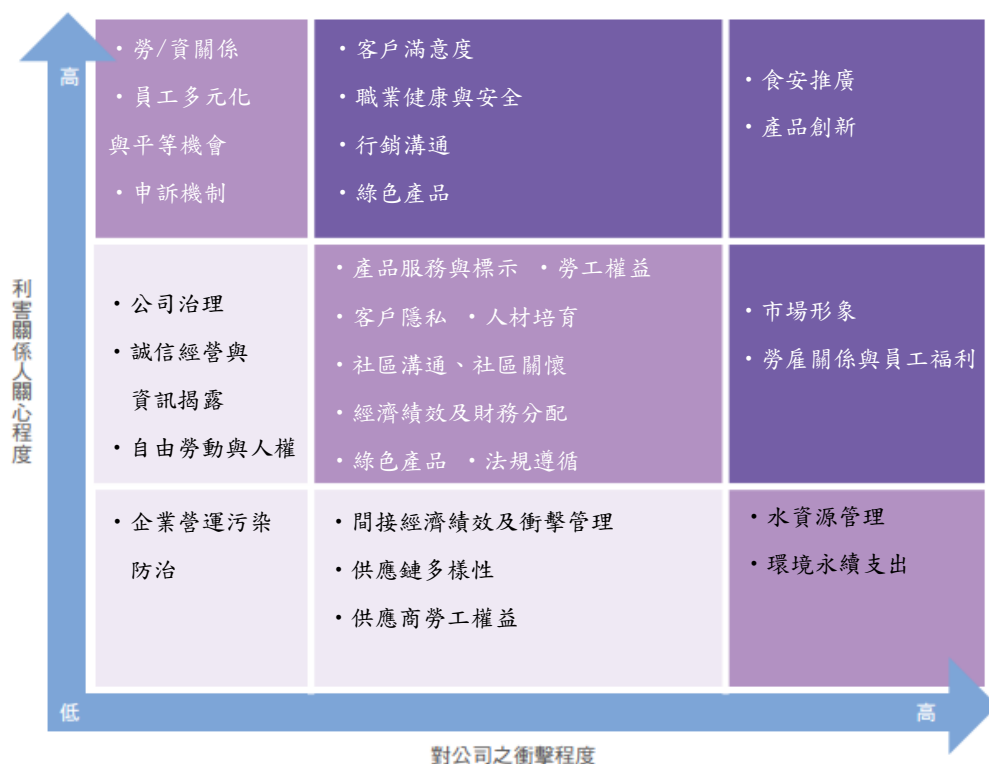 高
・勞/資關係
・員工多元化
與平等機會
・申訴機制
・客戶滿意度
・職業健康與安全
・行銷溝通
・綠色產品
・食安推廣
・產品創新
利害關係人關心程度
・公司治理
・誠信經營與
資訊揭露
・自由勞動與人權
・產品服務與標示 ・勞工權益
・客戶隱私 ・人材培育
・社區溝通、社區關懷
・經濟績效及財務分配
・綠色產品 ・法規遵循
・市場形象
・勞雇關係與員工福利
・企業營運污染
防治
・間接經濟績效及衝擊管理
・供應鏈多樣性
・供應商勞工權益
・水資源管理
・環境永續支出
低
高
對公司之衝擊程度